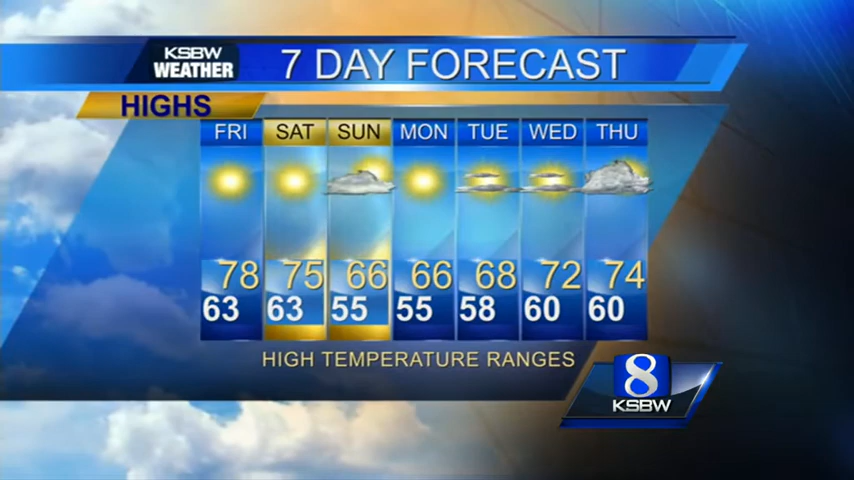 KSBW
WEATHER
7 DAY FORECAST
HIGHS
FRI SAT SUN MON TUE WED THU
78 75 66 66 68 72 74
63 63 55 55 58 60 60
HIGH TEMPERATURE RANGES
8
KSBW